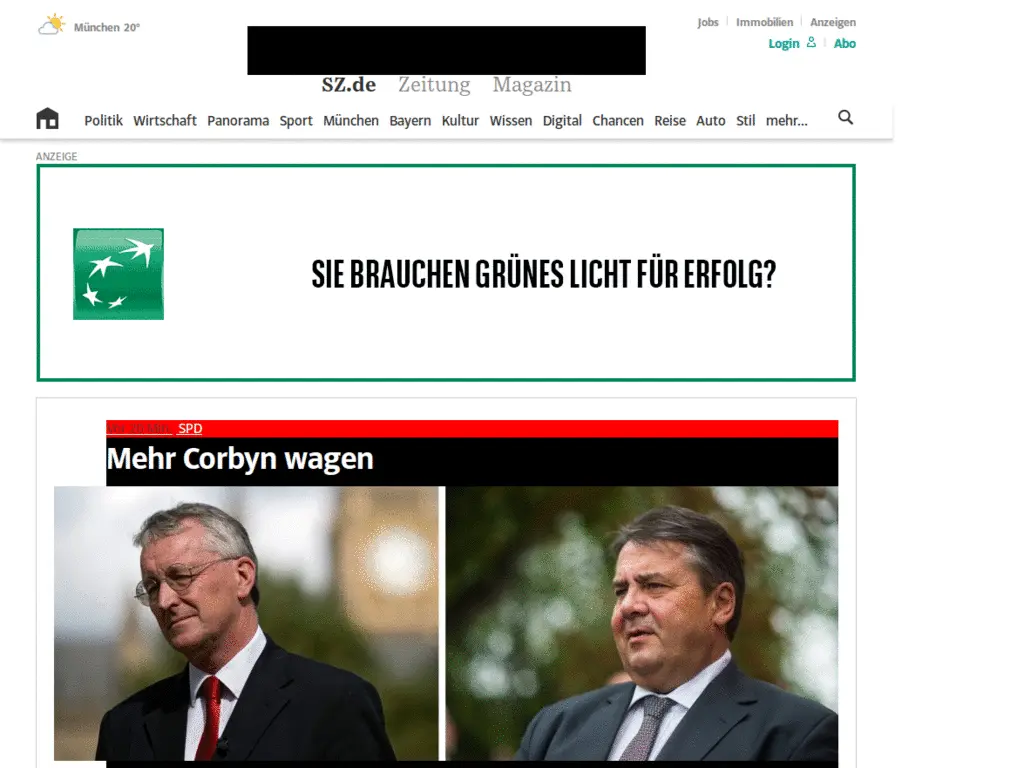 München 20°
Jobs Immobilien Anzeigen
Login Abo
SZ.de Zeitung Magazin
Politik Wirtschaft Panorama Sport München Bayern Kultur Wissen Digital Chancen Reise Auto Stil mehr...
ANZEIGE
SIE BRAUCHEN GRÜNES LICHT FÜR ERFOLG?
SPD
Mehr Corbyn wagen